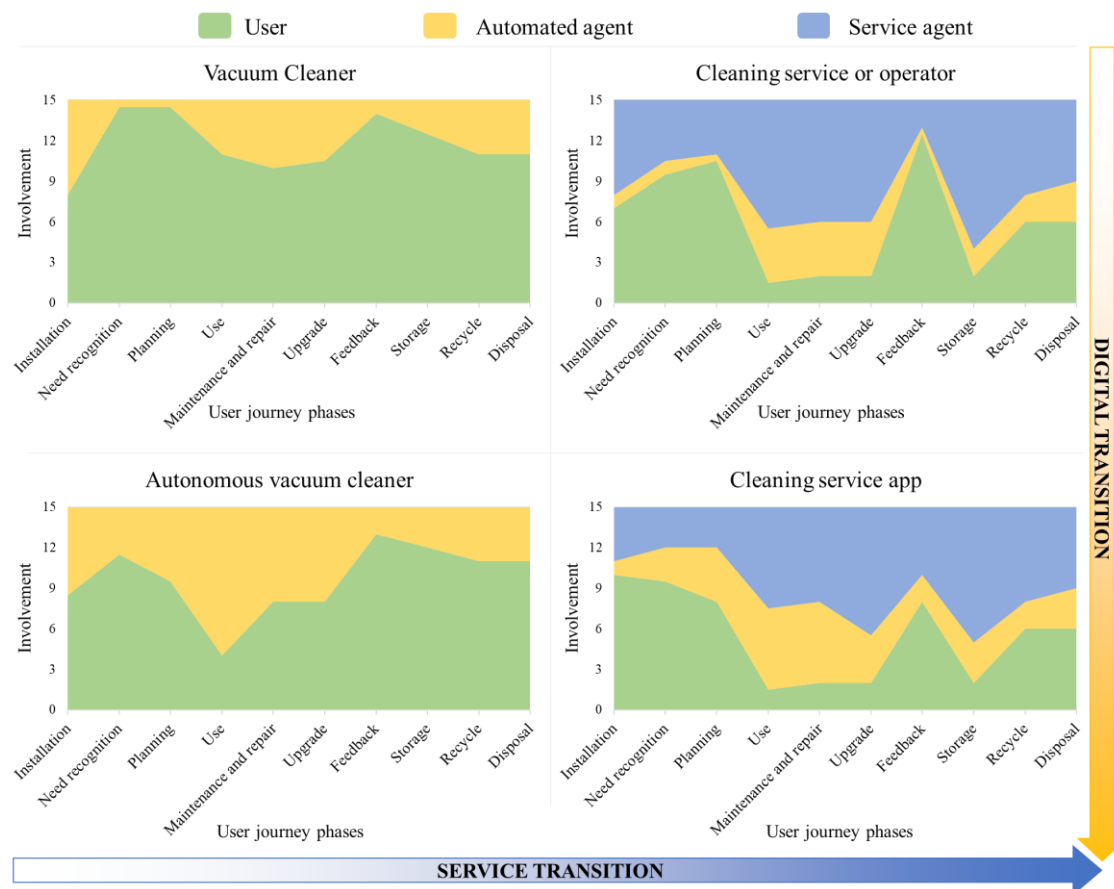 User
Automated agent
Service agent
Vacuum Cleaner
15
12
9
6
3
0
Involvement
Installation
Need recognition
Planning
Use
Maintenance and repair
Upgrade
Feedback
Storage
Recycle
Disposal
User journey phases
Cleaning service or operator
15
12
9
6
3
0
Involvement
Installation
Need recognition
Planning
Use
Maintenance and repair
Upgrade
Feedback
Storage
Recycle
Disposal
User journey phases
Autonomous vacuum cleaner
15
12
9
6
3
0
Involvement
Installation
Need recognition
Planning
Use
Maintenance and repair
Upgrade
Feedback
Storage
Recycle
Disposal
User journey phases
Cleaning service app
15
12
9
6
3
0
Involvement
Installation
Need recognition
Planning
Use
Maintenance and repair
Upgrade
Feedback
Storage
Recycle
Disposal
User journey phases
DIGITAL TRANSITION
SERVICE TRANSITION